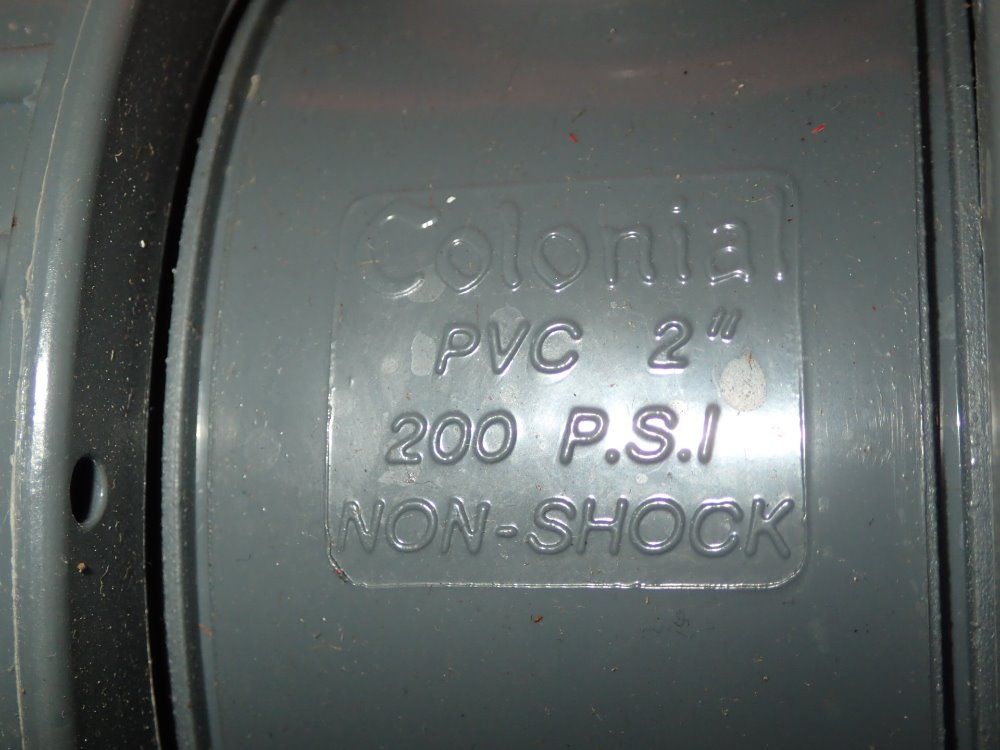 Colonial
PVC 2"
200 P.S.I
NON-SHOCK